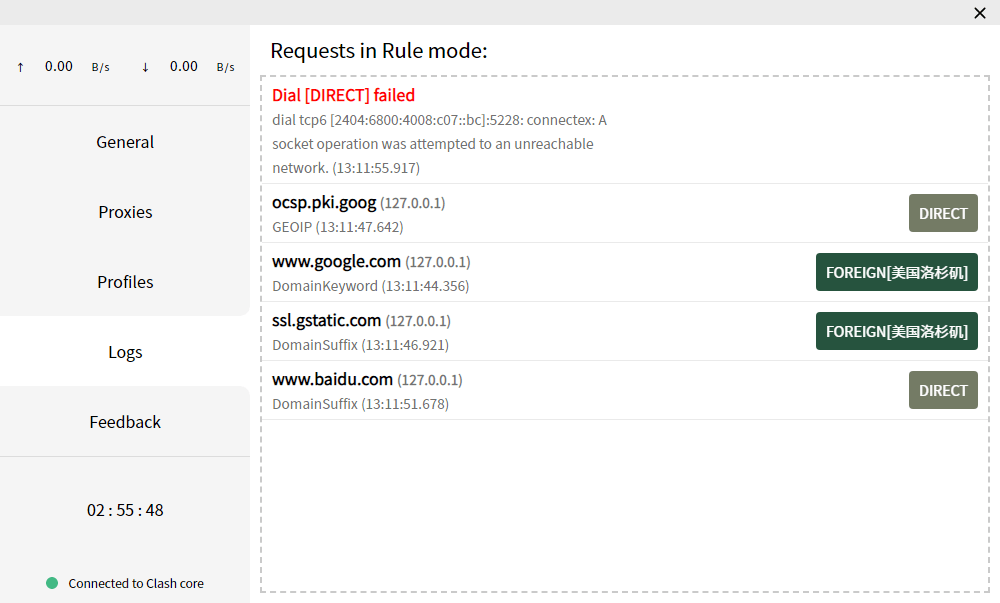 Requests in Rule mode:
↑ 0.00 B/s ↓ 0.00 B/s
General
Proxies
Profiles
Logs
Feedback
02 : 55 : 48
Connected to Clash core
Dial [DIRECT] failed
dial tcp6 [2404:6800:4008:c07::bc]:5228: connectex: A
socket operation was attempted to an unreachable
network. (13:11:55.917)
ocsp.pki.goog (127.0.0.1)
GEOIP (13:11:47.642)
DIRECT
www.google.com (127.0.0.1)
DomainKeyword (13:11:44.356)
FOREIGN[美国洛杉矶]
ssl.gstatic.com (127.0.0.1)
DomainSuffix (13:11:46.921)
FOREIGN[美国洛杉矶]
www.baidu.com (127.0.0.1)
DomainSuffix (13:11:51.678)
DIRECT